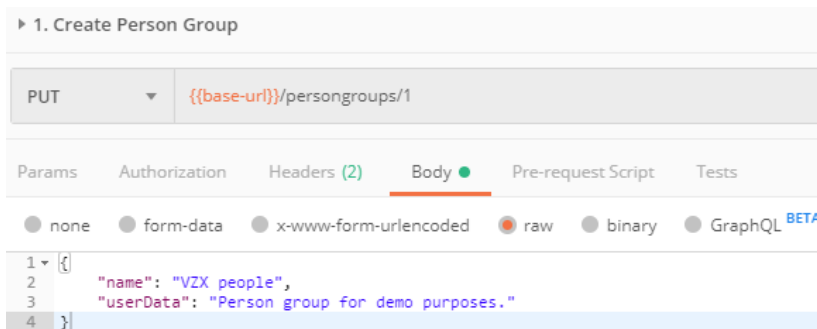 1. Create Person Group
PUT {{base-url}}/persongroups/1
Params Authorization Headers (2) Body Pre-request Script Tests
none form-data x-www-form-urlencoded raw binary GraphQL BETA
1 {
2 "name": "VZX people",
3 "userData": "Person group for demo purposes."
4 }